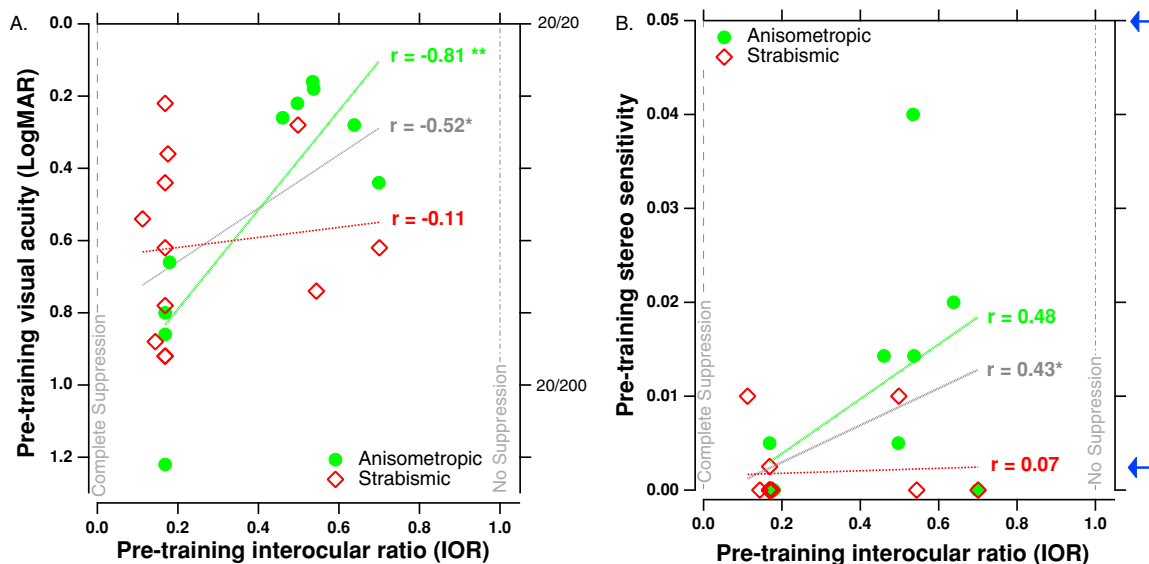 A.
Pre-training visual acuity (LogMAR)
0.0
0.2
0.4
0.6
0.8
1.0
1.2
20/20
20/200
r = -0.81 **
r = -0.52*
r = -0.11
Complete Suppression
No Suppression
Anisometropic
Strabismic
0.0 0.2 0.4 0.6 0.8 1.0
Pre-training interocular ratio (IOR)
B.
Pre-training stereo sensitivity
0.05
0.04
0.03
0.02
0.01
0.00
Anisometropic
Strabismic
r = 0.48
r = 0.43*
r = 0.07
Complete Suppression
No Suppression
0.0 0.2 0.4 0.6 0.8 1.0
Pre-training interocular ratio (IOR)